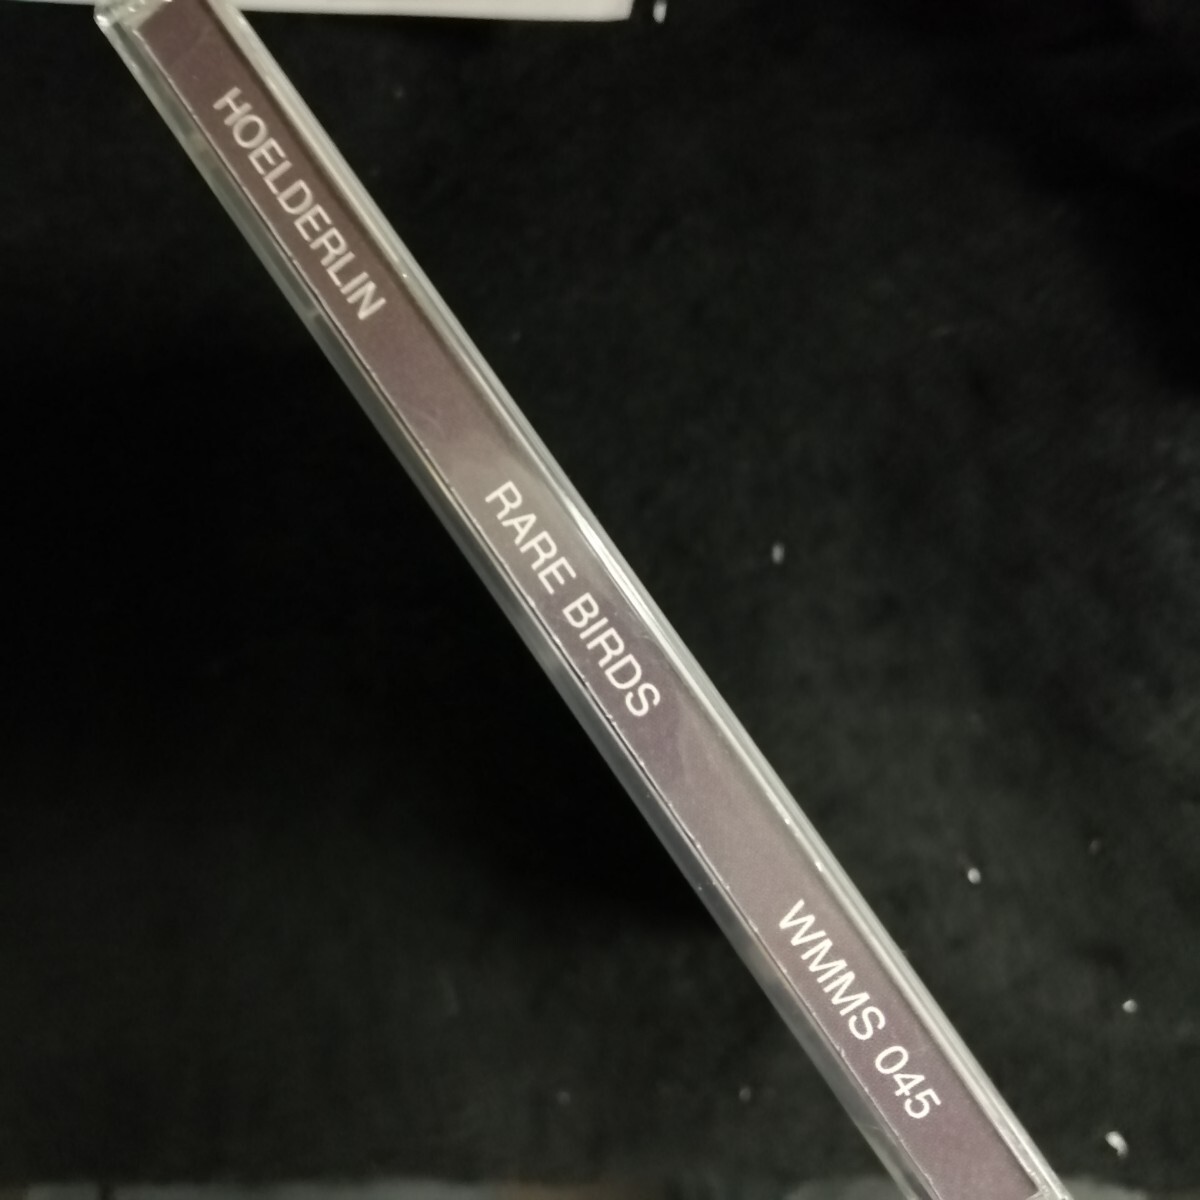 HOELDERLIN
RARE BIRDS
WMMS 045